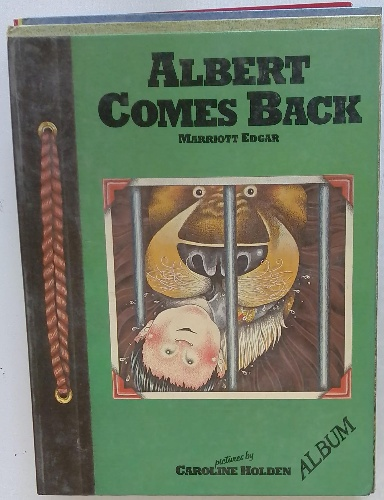 ALBERT
COMES BACK
MARRIOTT EDGAR
pictures by
CAROLINE HOLDEN
ALBUM